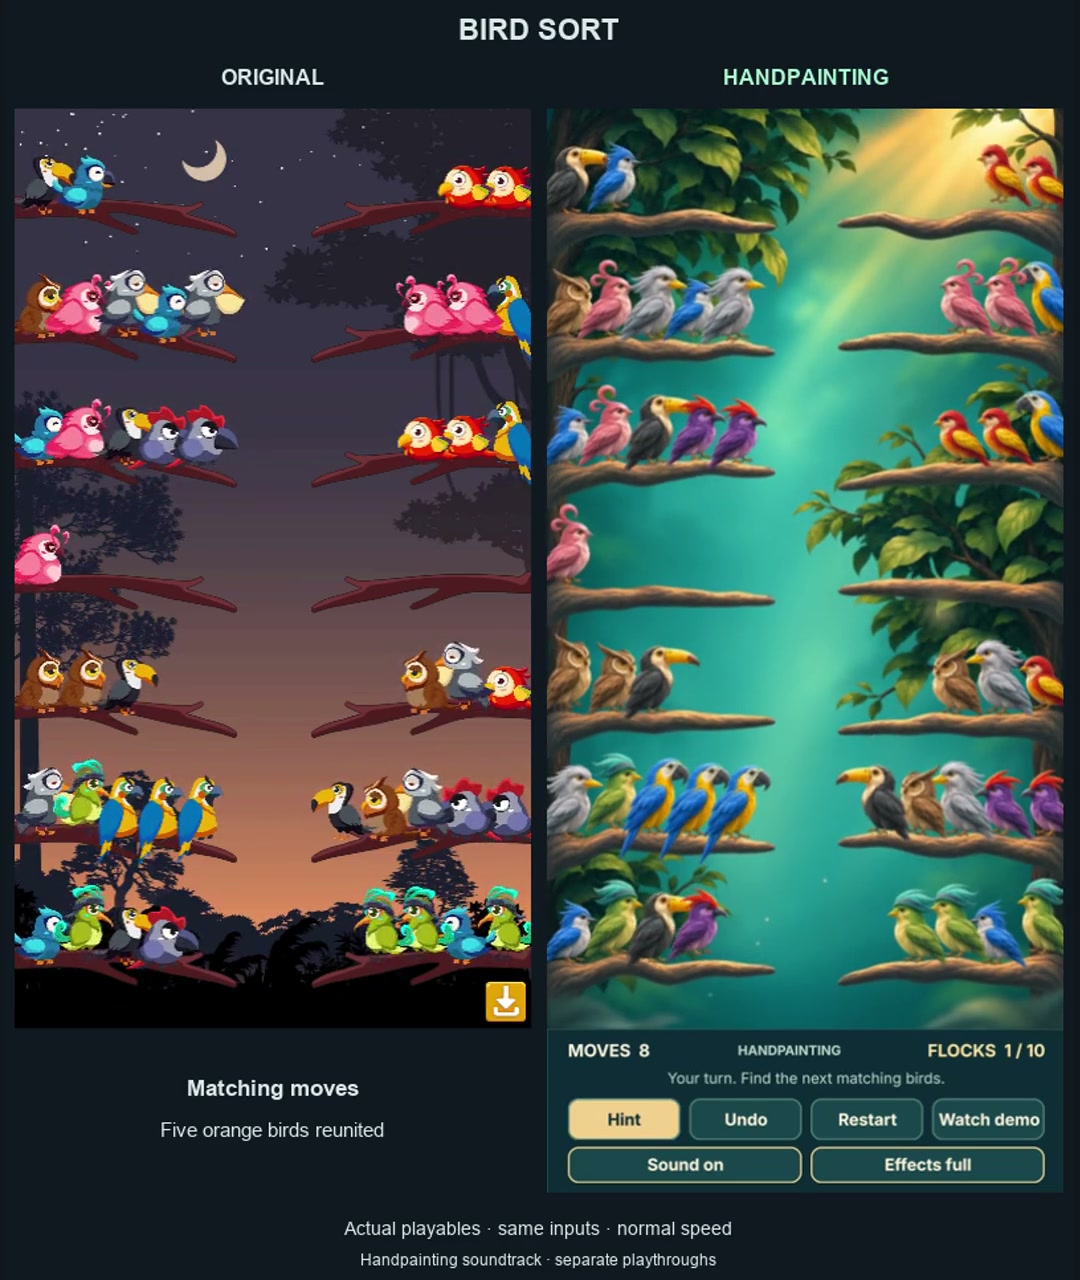 BIRD SORT
ORIGINAL
HANDPAINTING
MOVES 8
HANDPAINTING
FLOCKS 1 / 10
Your turn. Find the next matching birds.
Hint
Undo
Restart
Watch demo
Sound on
Effects full
Matching moves
Five orange birds reunited
Actual playables · same inputs · normal speed
Handpainting soundtrack · separate playthroughs